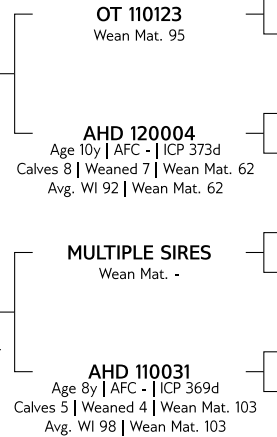 OT 110123
Wean Mat. 95
AHD 120004
Age 10y | AFC - | ICP 373d
Calves 8 | Weaned 7 | Wean Mat. 62
Avg. WI 92 | Wean Mat. 62
MULTIPLE SIRES
Wean Mat. -
AHD 110031
Age 8y | AFC - | ICP 369d
Calves 5 | Weaned 4 | Wean Mat. 103
Avg. WI 98 | Wean Mat. 103